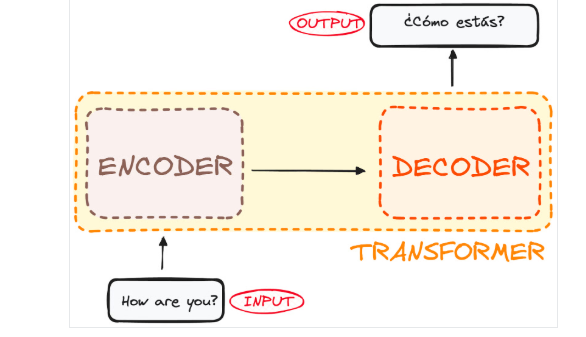 OUTPUT
¿Cómo estás?
ENCODER
DECODER
TRANSFORMER
How are you?
INPUT